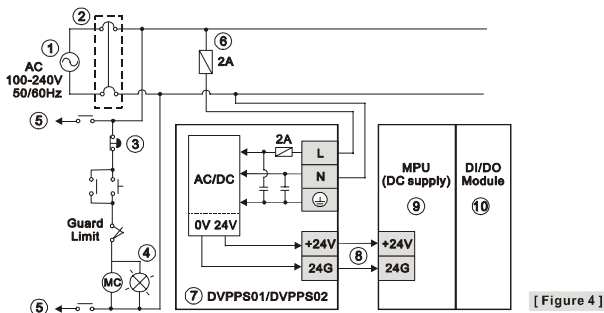 ②
①
⑥
2A
AC
100-240V
50/60Hz
⑤
③
2A
L
N
AC/DC
MPU
(DC supply)
⑨
DI/DO
Module
⑩
Guard
Limit
0V 24V
+24V
24G
⑧
+24V
24G
④
MC
⑤
⑦ DVPPS01/DVPPS02
[ Figure 4 ]